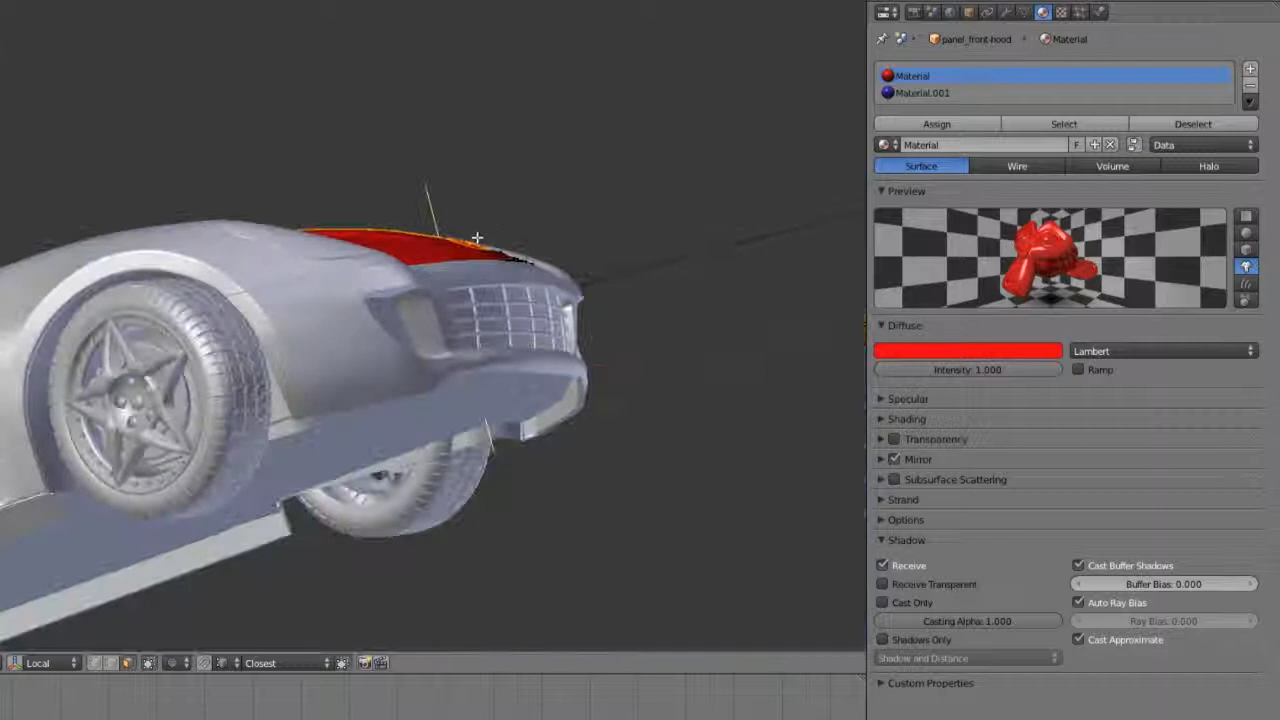 panel_front-hood Material
Material
Material.001
Assign Select Deselect
Material F Data
Surface Wire Volume Halo
Preview
Diffuse
Lambert
Intensity: 1.000 Ramp
Specular
Shading
Transparency
Mirror
Subsurface Scattering
Strand
Options
Shadow
Receive Cast Buffer Shadows
Receive Transparent Buffer Bias: 0.000
Cast Only Auto Ray Bias
Casting Alpha: 1.000 Ray Bias: 0.000
Shadows Only Cast Approximate
Shadow and Distance
Local Closest
Custom Properties